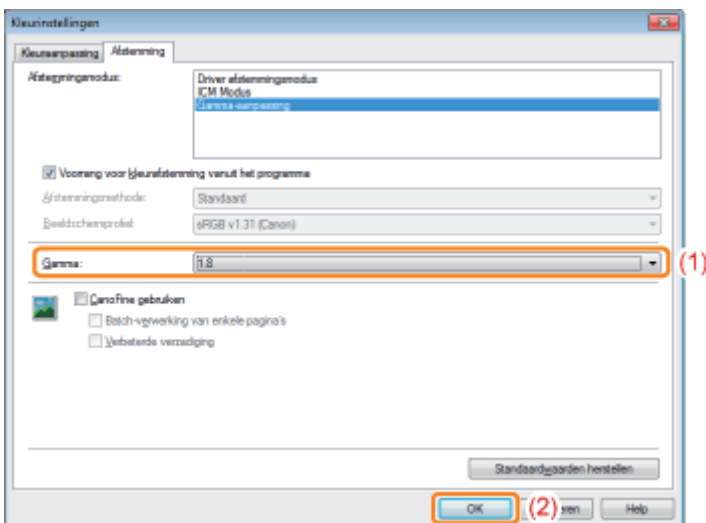 Kleurinstellingen
Kleuraanpassing Afstemming
Afstemmingsmodus:
Driver afstemmingsmodus
ICM Modus
Gamma-aanpassing
Voorrang voor kleurafstemming vanuit het programma
Afstemmingsmethode: Standaard
Beeldschermprofiel: sRGB v1.31 (Canon)
Gamma: 1.8 (1)
CanoFine gebruiken
Batch-verwerking van enkele pagina's
Verbeterde verzadiging
Standaardwaarden herstellen
OK (2) eren Help